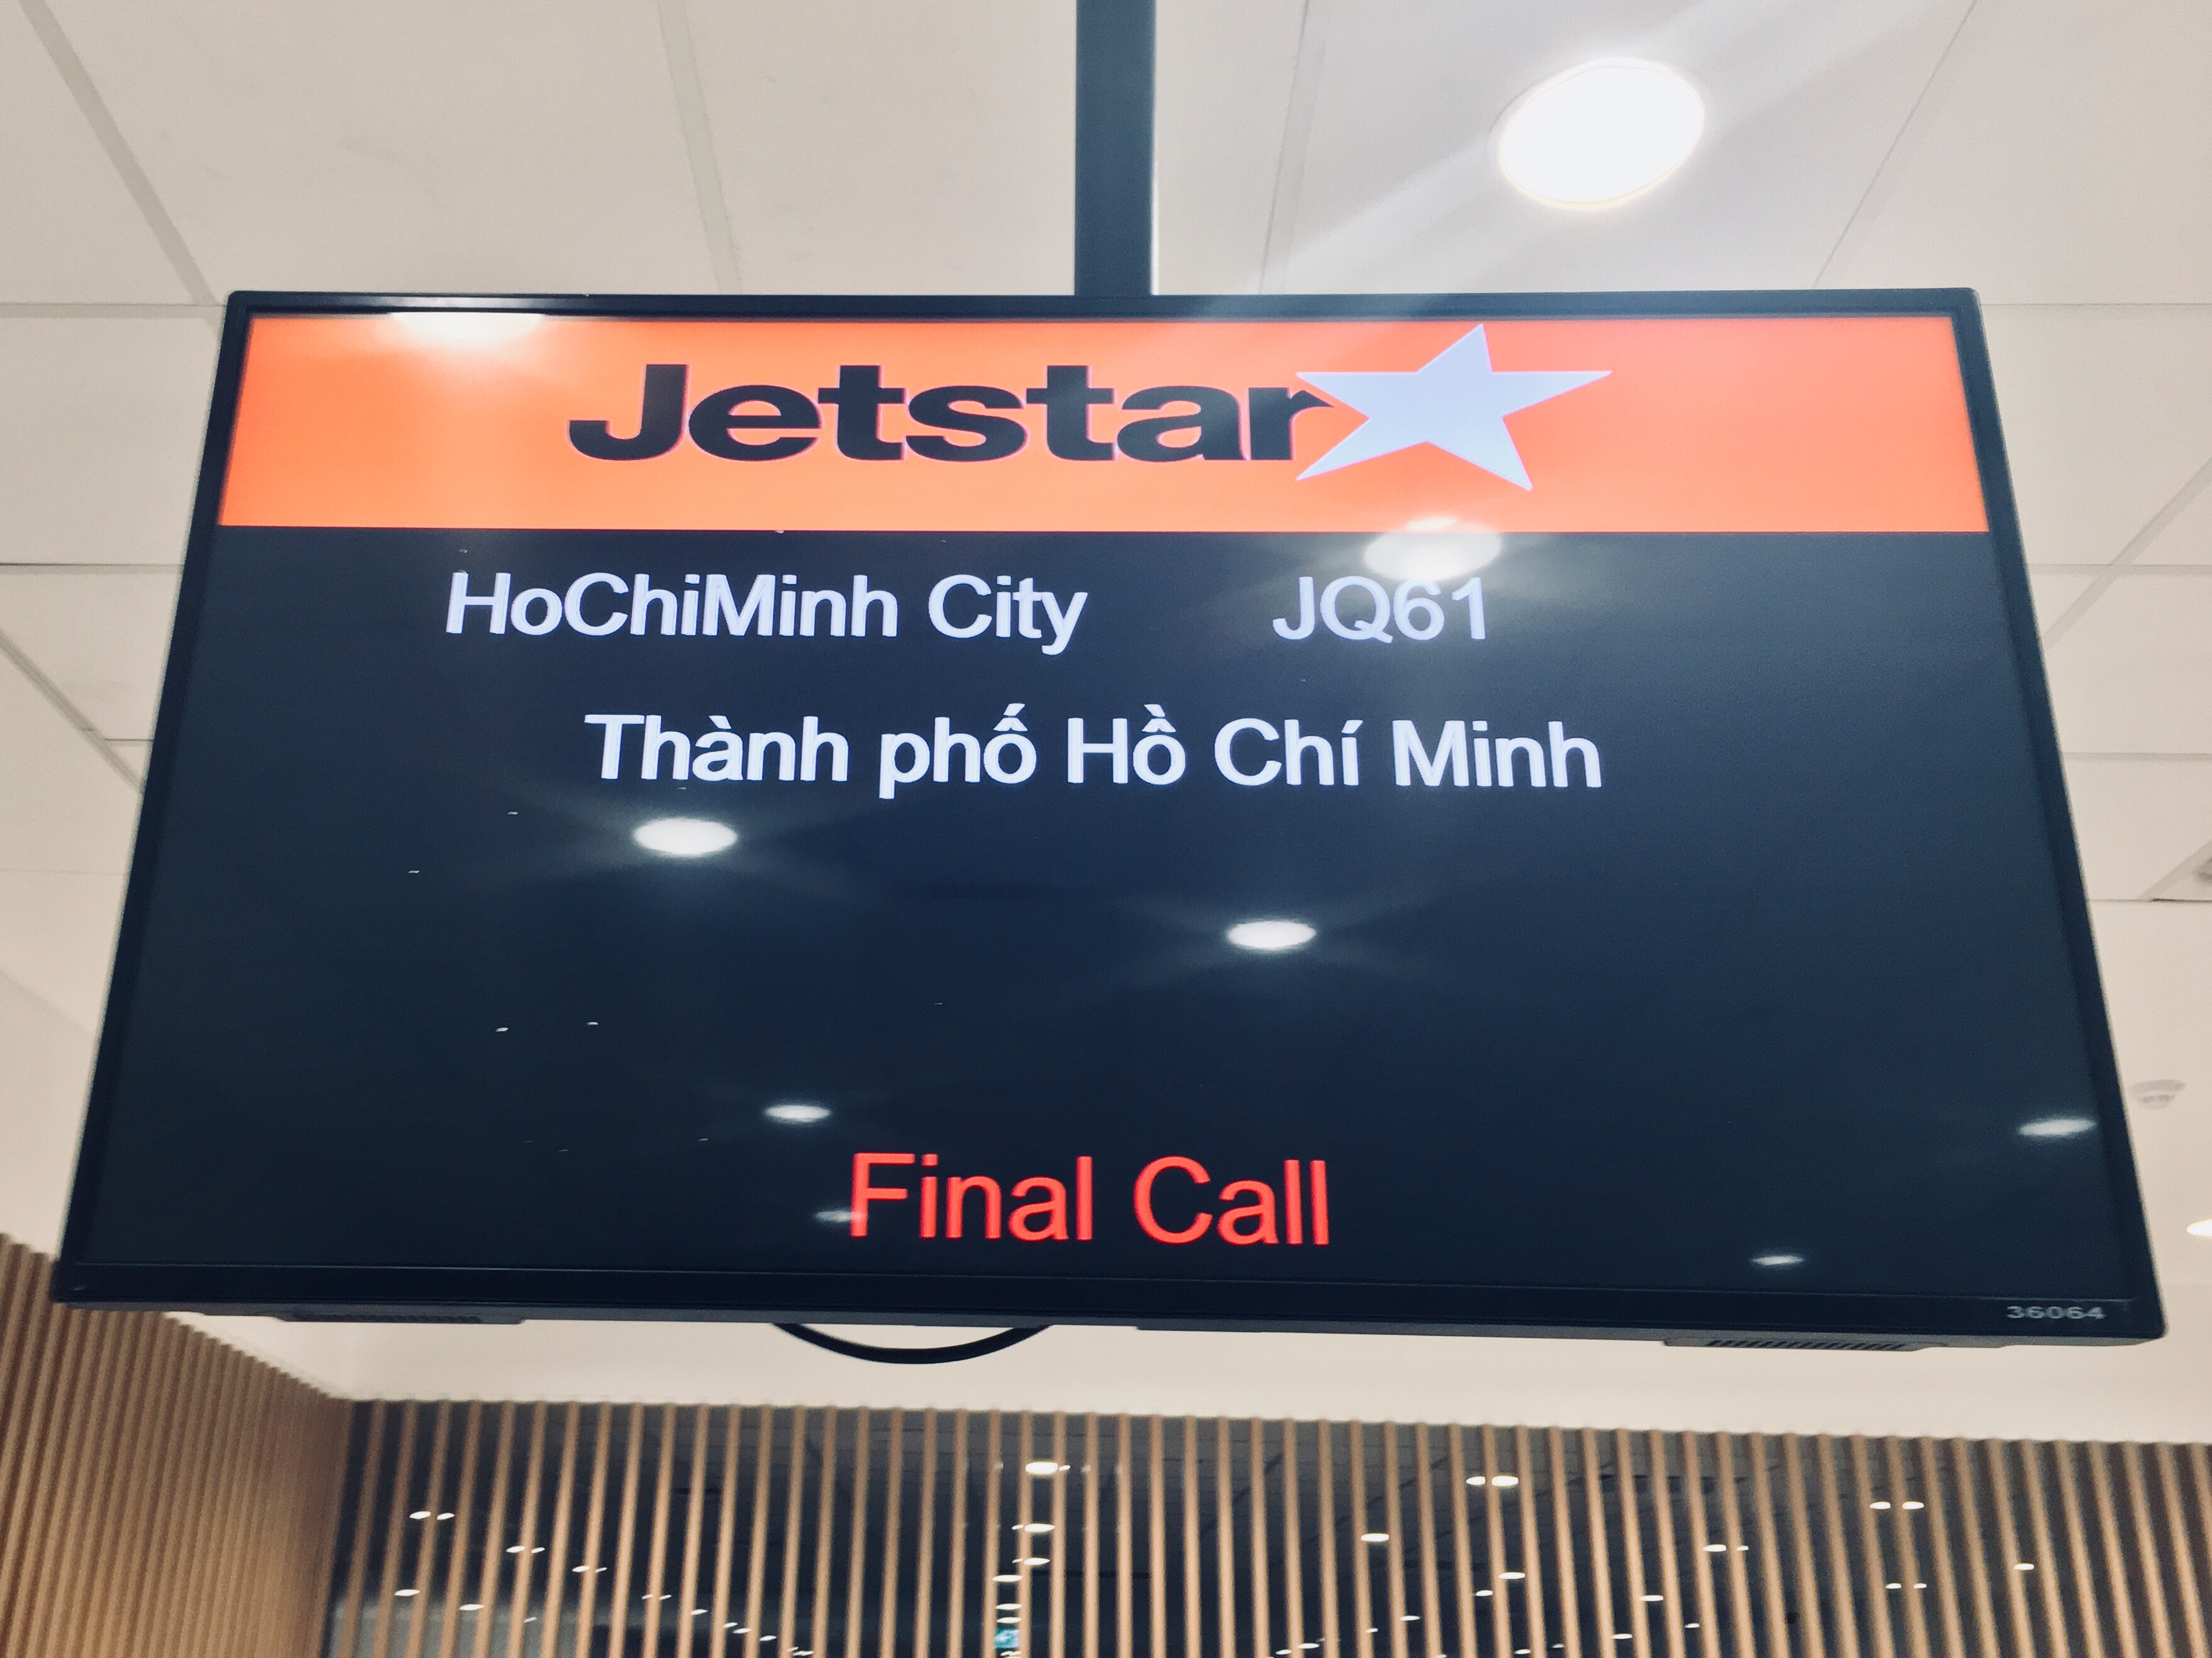 Jetstar
HoChiMinh City JQ61
Thành phố Hồ Chí Minh
Final Call
36064